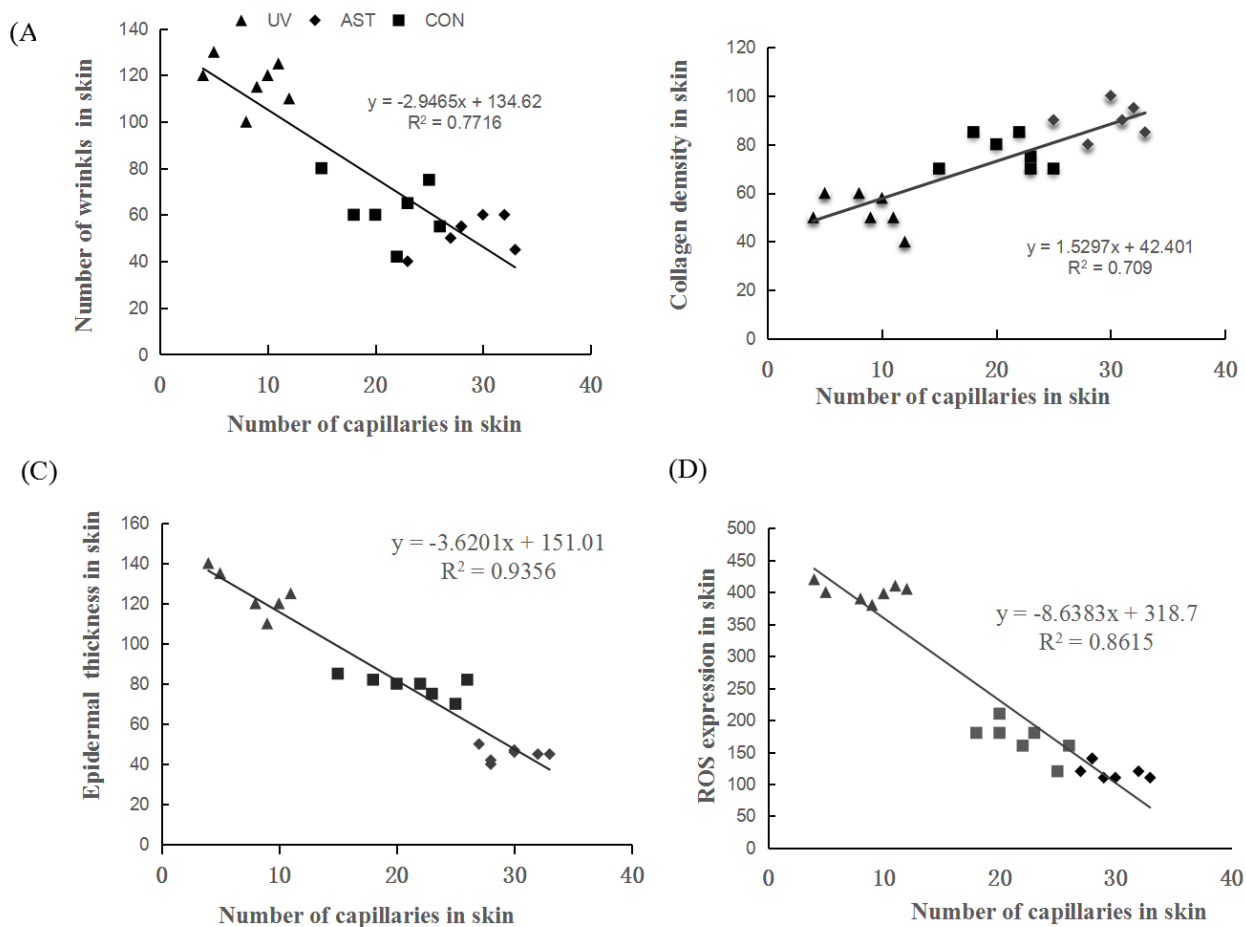 (A
UV AST CON
Number of wrinkls in skin
140
120
100
80
60
40
20
0
y = -2.9465x + 134.62
R² = 0.7716
0 10 20 30 40
Number of capillaries in skin
Collagen demsity in skin
120
100
80
60
40
20
0
y = 1.5297x + 42.401
R² = 0.709
0 10 20 30 40
Number of capillaries in skin
(C)
Epidermal thickness in skin
160
140
120
100
80
60
40
20
0
y = -3.6201x + 151.01
R² = 0.9356
0 10 20 30 40
Number of capillaries in skin
(D)
ROS expression in skin
500
450
400
350
300
250
200
150
100
50
0
y = -8.6383x + 318.7
R² = 0.8615
0 10 20 30 40
Number of capillaries in skin